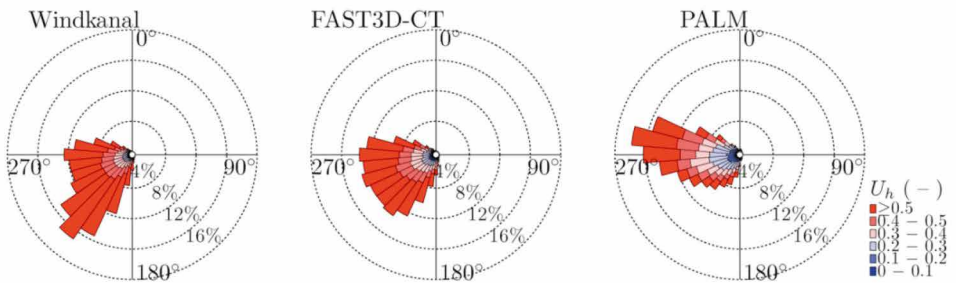 Windkanal
0°
90°
180°
270°
4%
8%
12%
16%
FAST3D-CT
0°
90°
180°
270°
4%
8%
12%
16%
PALM
0°
90°
180°
270°
4%
8%
12%
16%
U_h (−)
>0.5
0.4 − 0.5
0.3 − 0.4
0.2 − 0.3
0.1 − 0.2
0 − 0.1